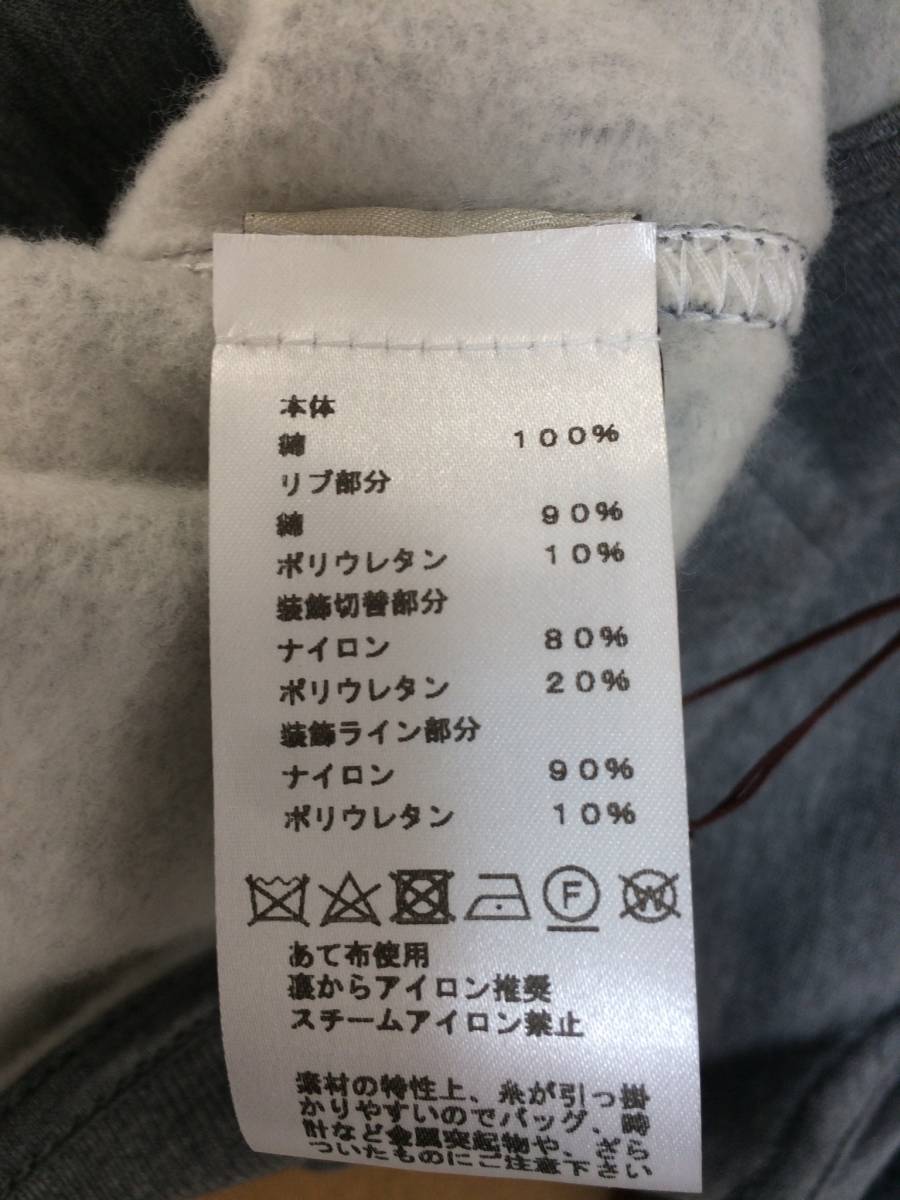 本体
綿 100%
リブ部分
綿 90%
ポリウレタン 10%
装飾切替部分
ナイロン 80%
ポリウレタン 20%
装飾ライン部分
ナイロン 90%
ポリウレタン 10%
F W
あて布使用
裏からアイロン推奨
スチームアイロン禁止
素材の特性上、糸が引っ掛
かりやすいのでバッグ、時
計など金属突起物や、ざら
ついたものにご注意下さい